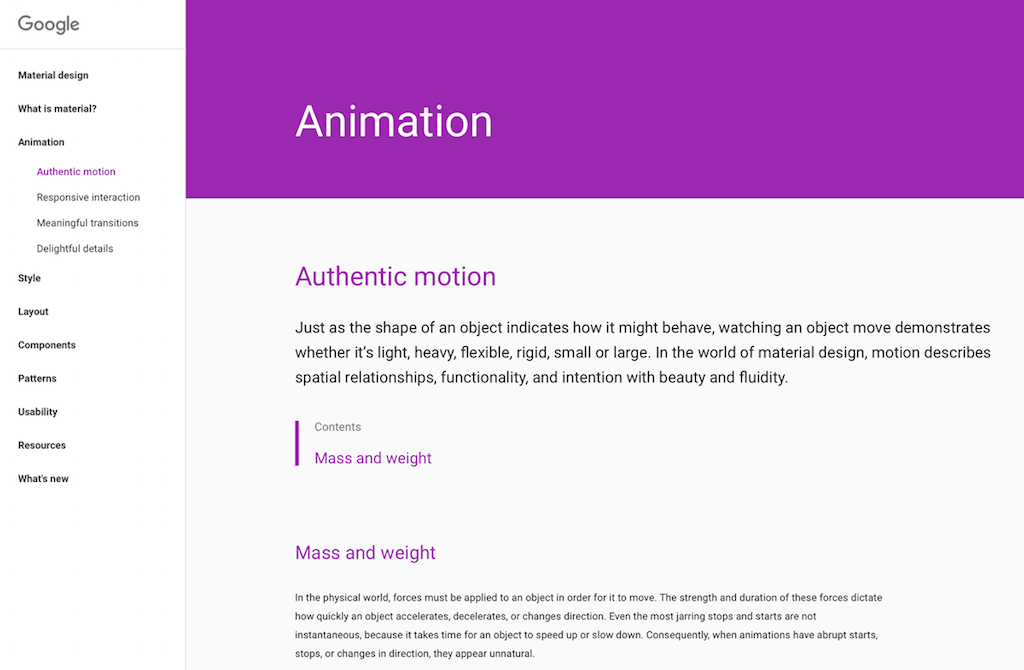 Google
Material design
What is material?
Animation
Authentic motion
Responsive interaction
Meaningful transitions
Delightful details
Style
Layout
Components
Patterns
Usability
Resources
What's new
Animation
Authentic motion
Just as the shape of an object indicates how it might behave, watching an object move demonstrates
whether it’s light, heavy, flexible, rigid, small or large. In the world of material design, motion describes
spatial relationships, functionality, and intention with beauty and fluidity.
Contents
Mass and weight
Mass and weight
In the physical world, forces must be applied to an object in order for it to move. The strength and duration of these forces dictate
how quickly an object accelerates, decelerates, or changes direction. Even the most jarring stops and starts are not
instantaneous, because it takes time for an object to speed up or slow down. Consequently, when animations have abrupt starts,
stops, or changes in direction, they appear unnatural.